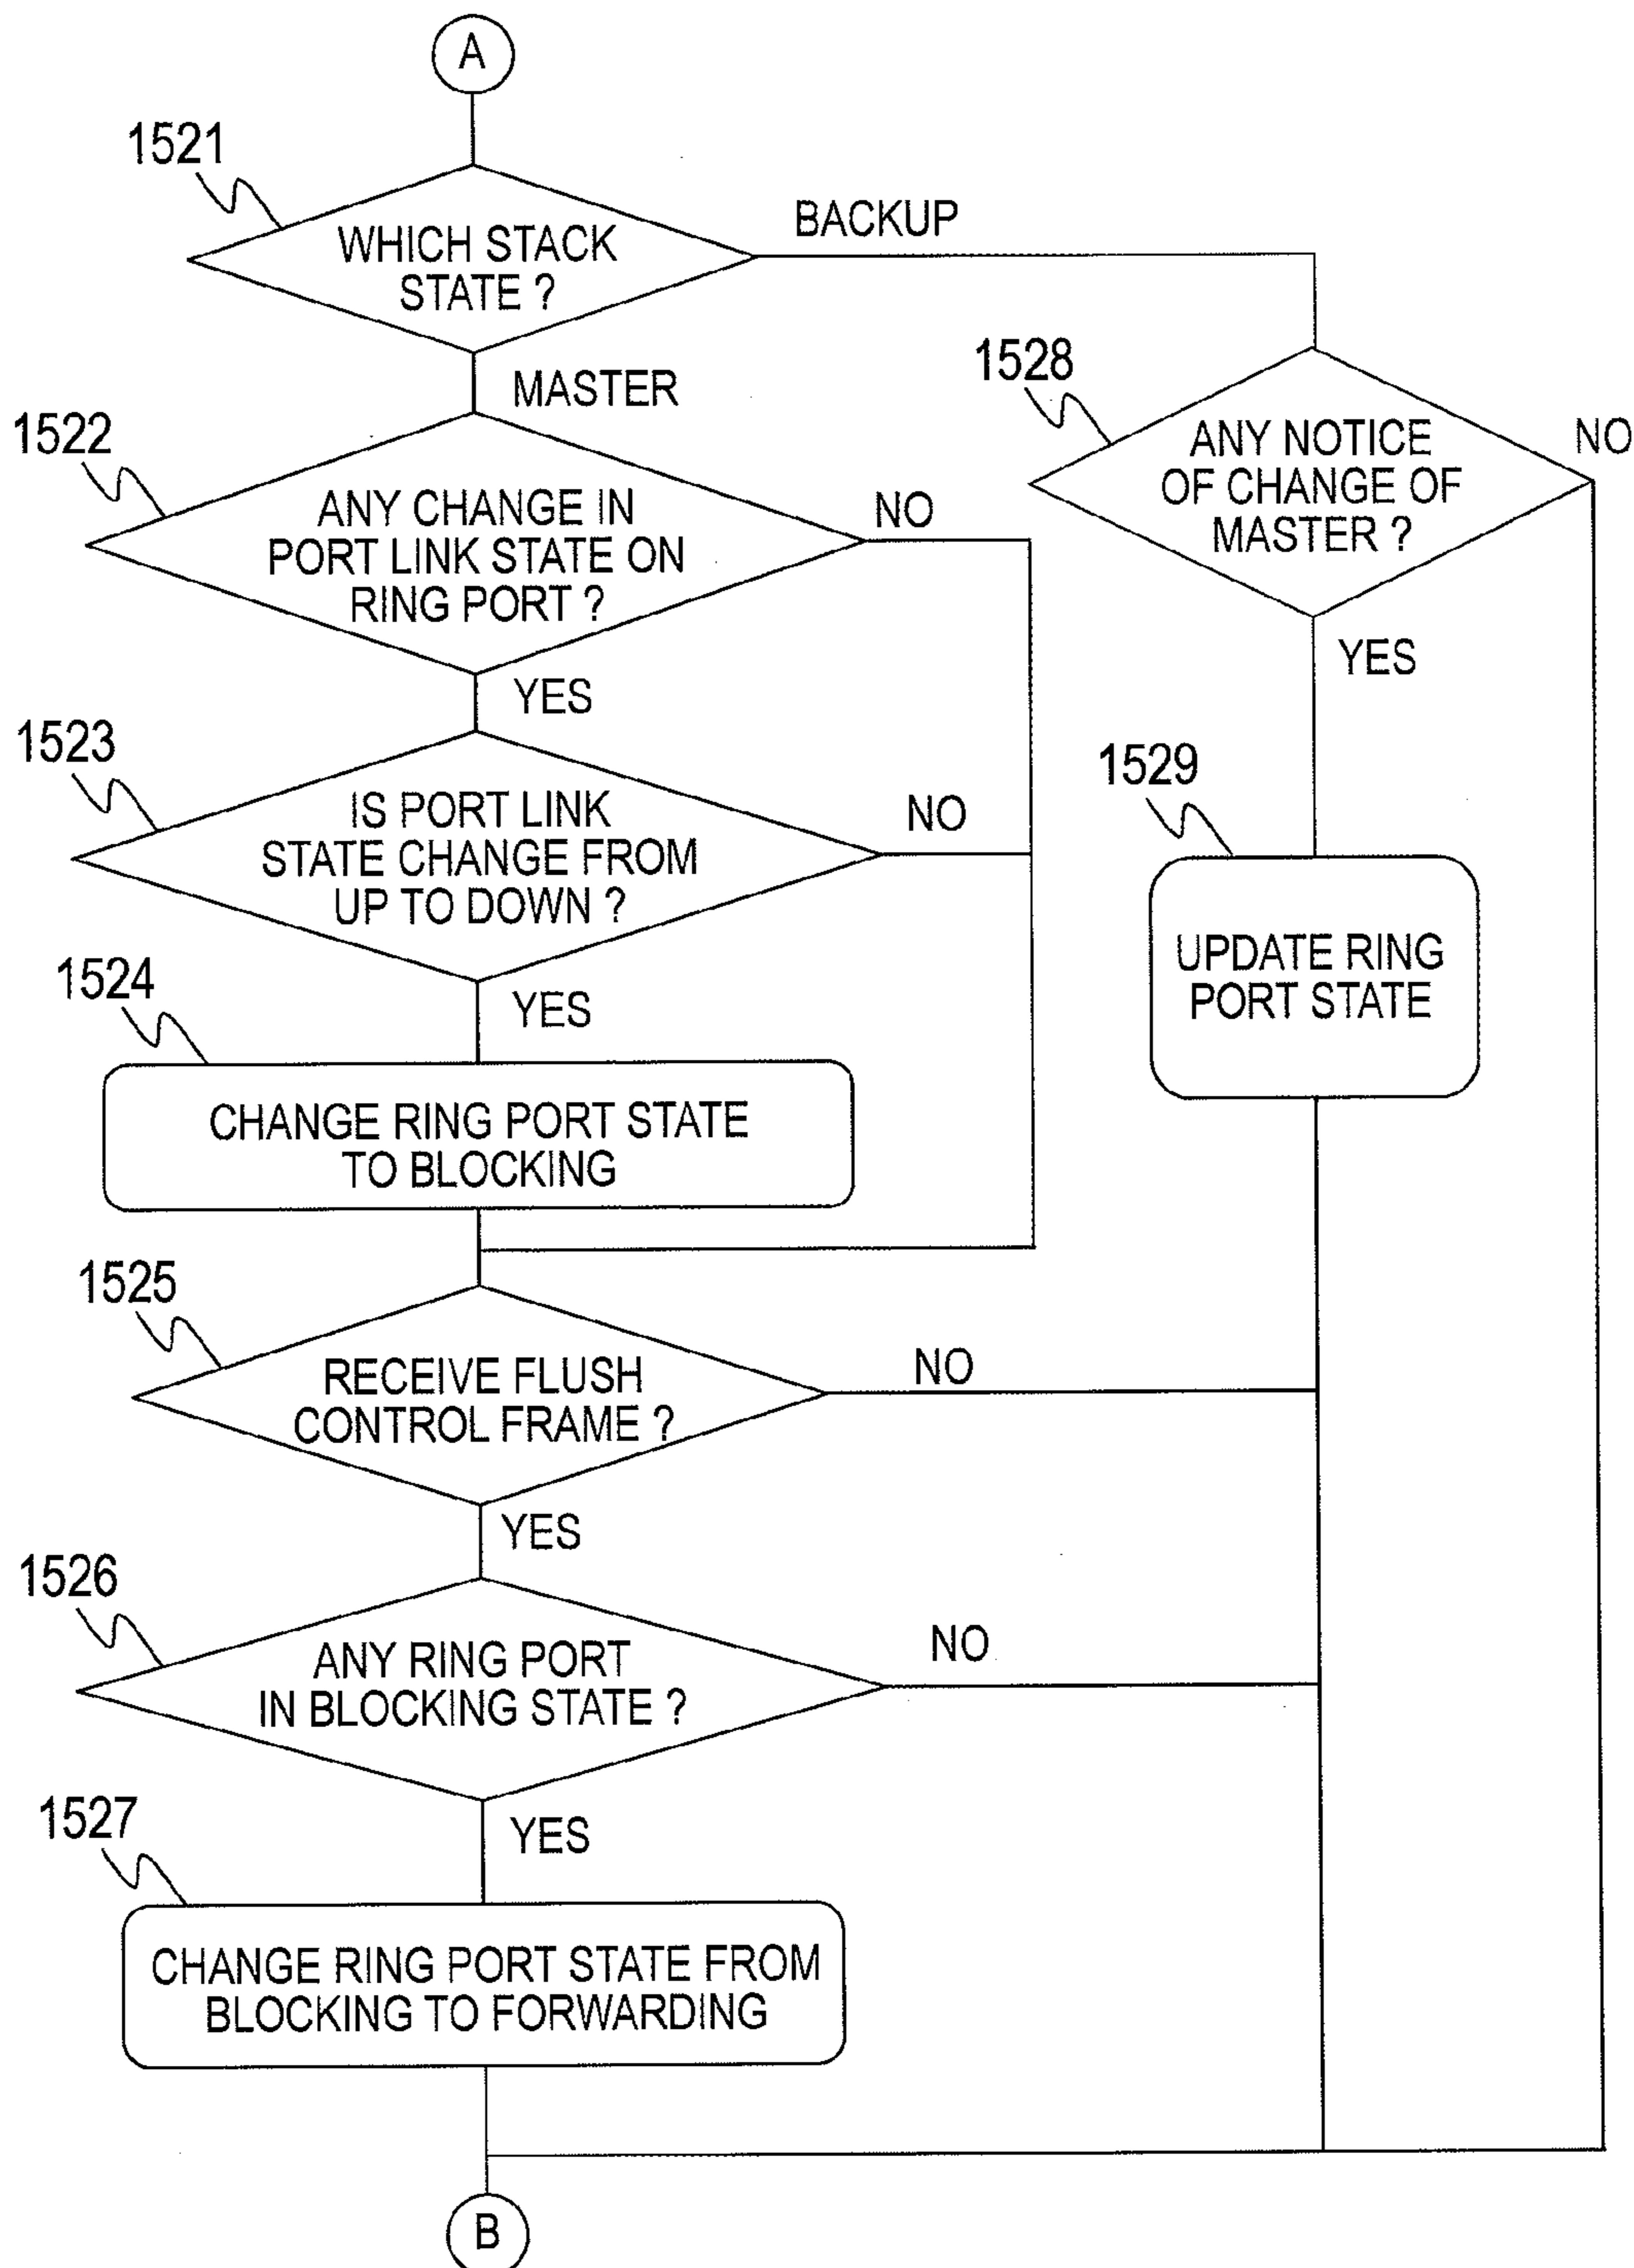 A
1521
WHICH STACK
STATE ?
BACKUP
MASTER
1528
ANY NOTICE
OF CHANGE OF
MASTER ?
NO
YES
1522
ANY CHANGE IN
PORT LINK STATE ON
RING PORT ?
NO
YES
1523
IS PORT LINK
STATE CHANGE FROM
UP TO DOWN ?
NO
YES
1529
UPDATE RING
PORT STATE
1524
CHANGE RING PORT STATE
TO BLOCKING
1525
RECEIVE FLUSH
CONTROL FRAME ?
NO
YES
1526
ANY RING PORT
IN BLOCKING STATE ?
NO
YES
1527
CHANGE RING PORT STATE FROM
BLOCKING TO FORWARDING
B